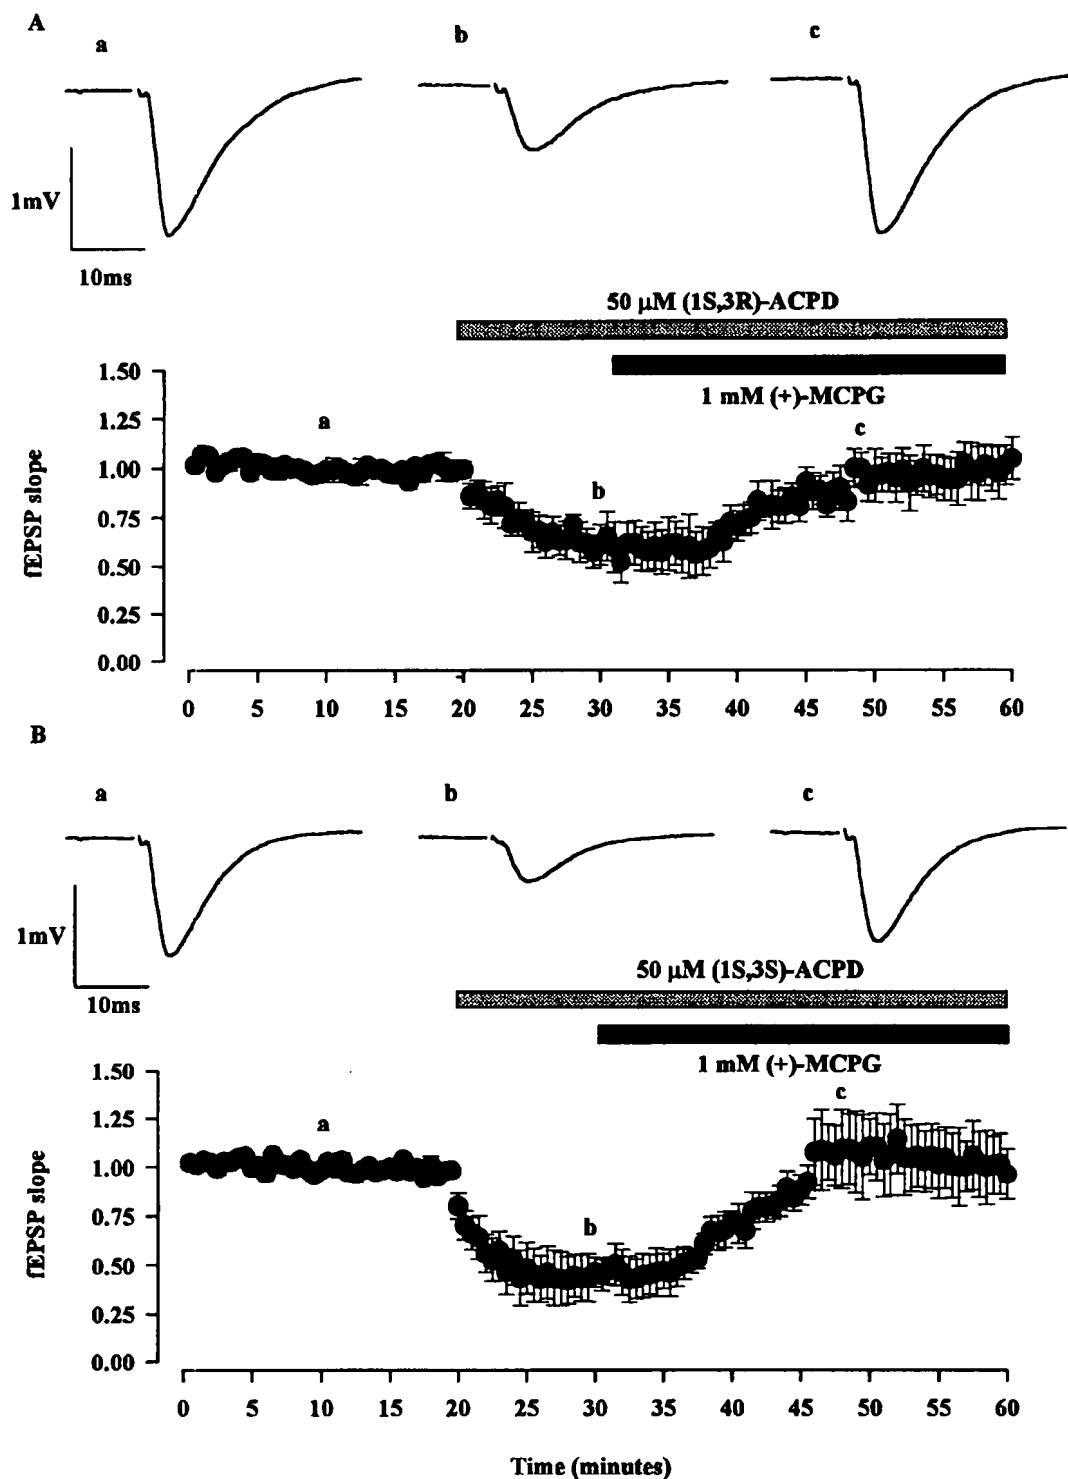 A
a b c
1mV
10ms
50 µM (1S,3R)-ACPD
1 mM (+)-MCPG
1.50
1.25
1.00
0.75
0.50
0.25
0.00
fEPSP slope
a
b
c
0 5 10 15 20 25 30 35 40 45 50 55 60
B
a b c
1mV
10ms
50 µM (1S,3S)-ACPD
1 mM (+)-MCPG
1.50
1.25
1.00
0.75
0.50
0.25
0.00
fEPSP slope
a
b
c
0 5 10 15 20 25 30 35 40 45 50 55 60
Time (minutes)